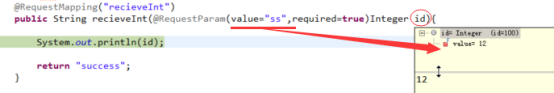 @RequestMapping("recieveInt")
public String recieveInt(@RequestParam(value="ss",required=true)Integer id){
id= Integer (id=100)
value= 12
System.out.println(id);
return "success";
12
}